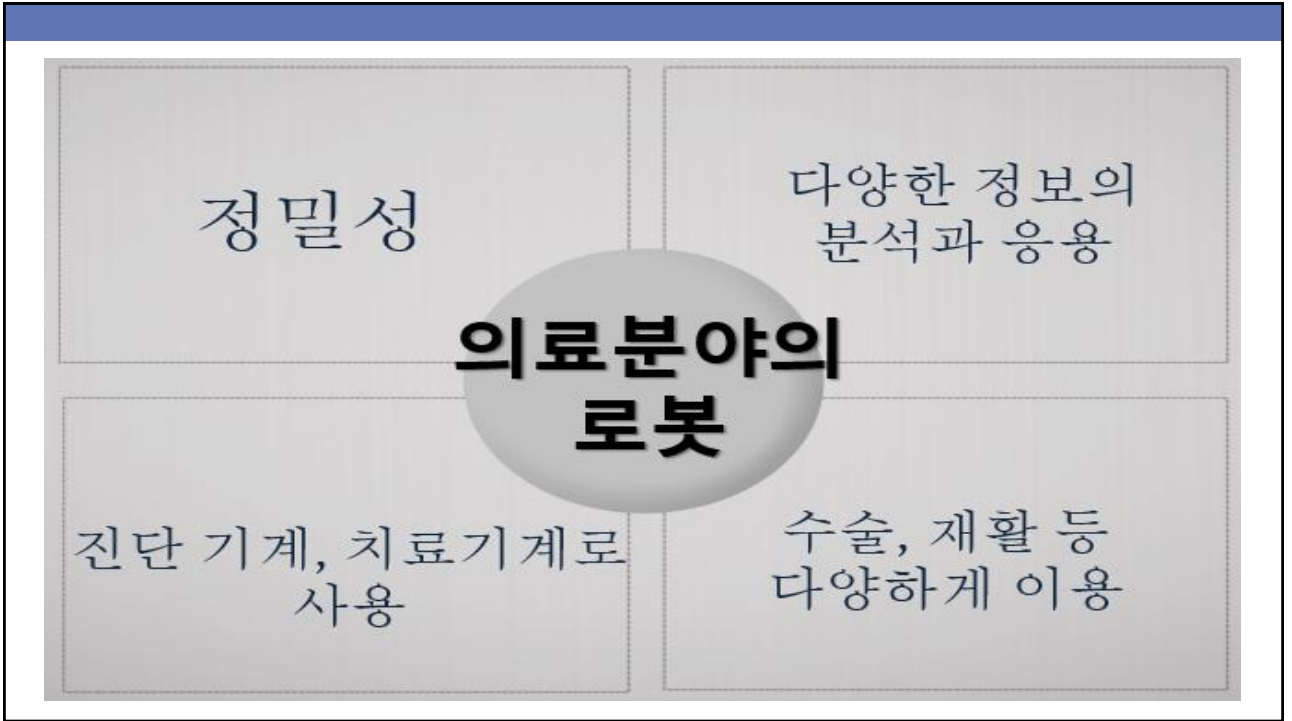 정밀성
다양한 정보의
분석과 응용
의료분야의
로봇
진단 기계, 치료기계로
사용
수술, 재활 등
다양하게 이용